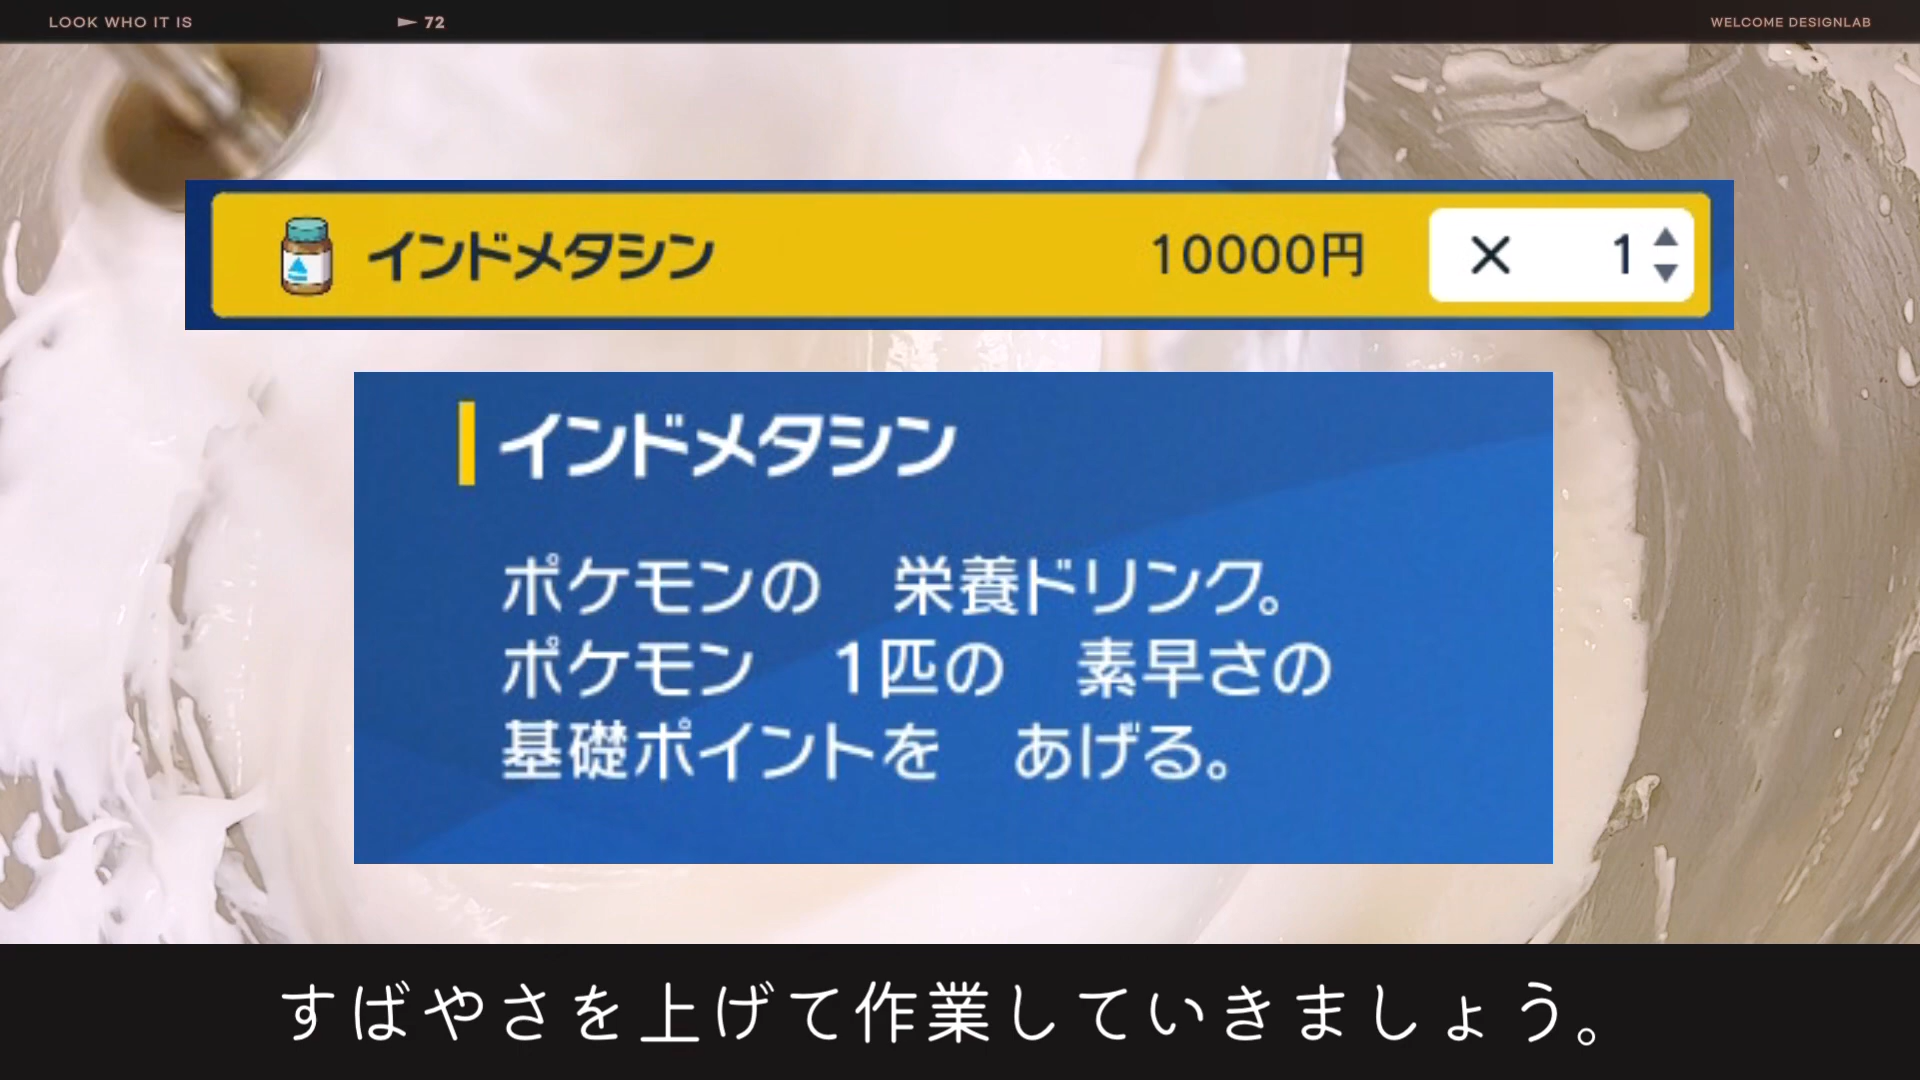 LOOK WHO IT IS
72
WELCOME DESIGNLAB
インドメタシン 10000円 × 1
インドメタシン
ポケモンの 栄養ドリンク。
ポケモン 1匹の 素早さの
基礎ポイントを あげる。
すばやさを上げて作業していきましょう。